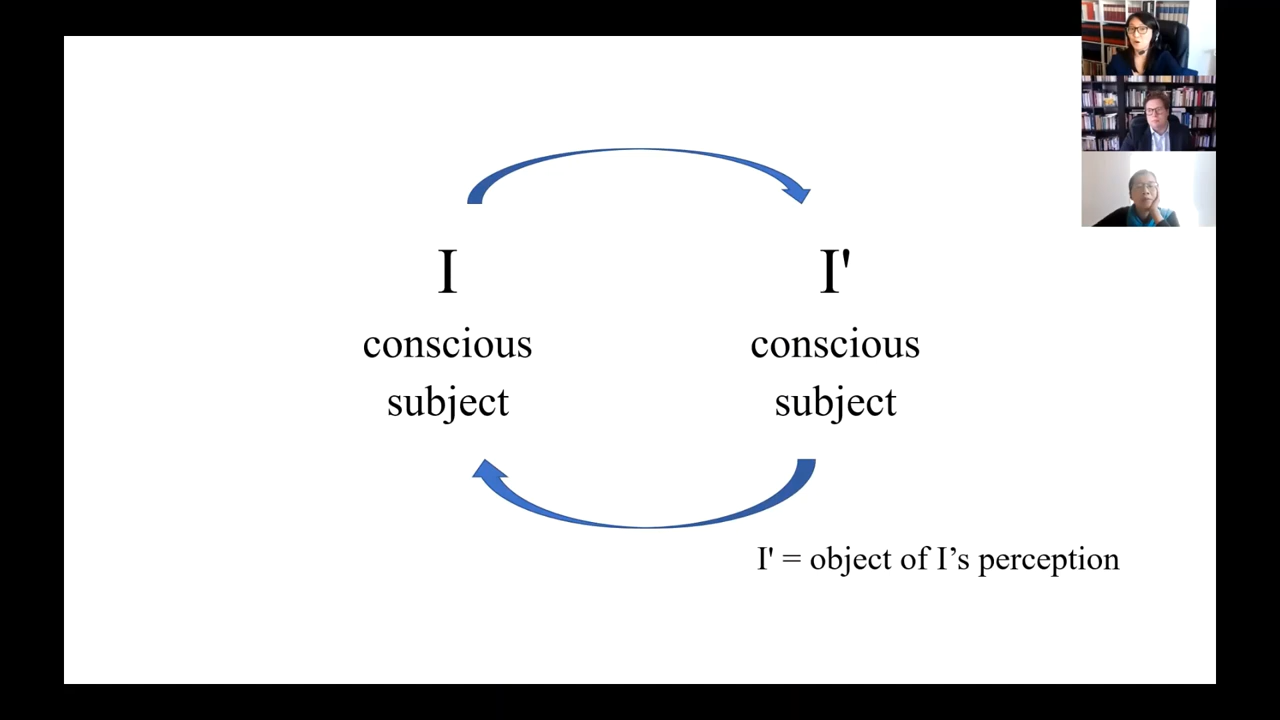 I
I'
conscious
subject
conscious
subject
I' = object of I’s perception